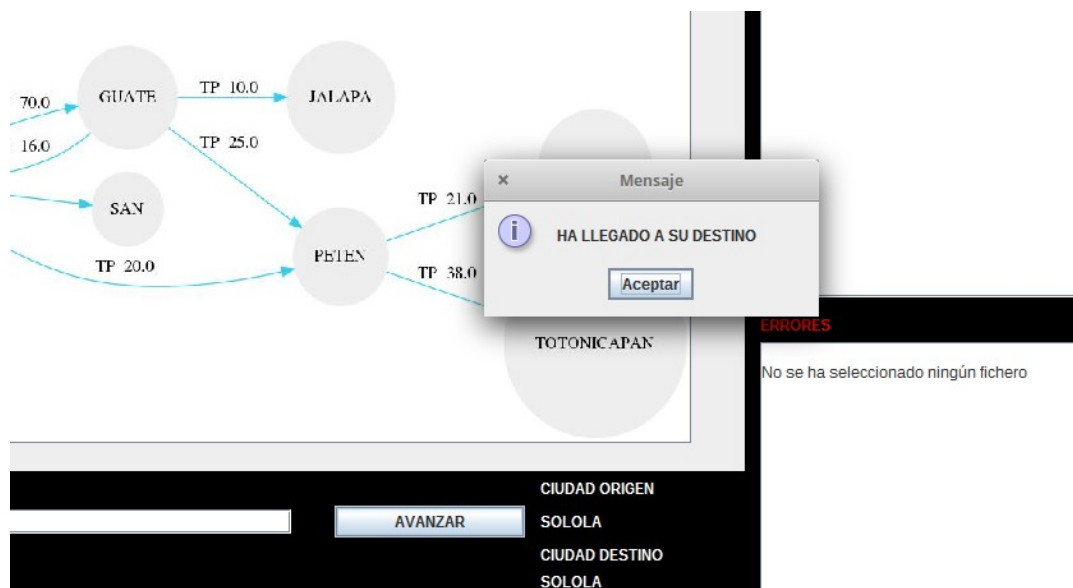 70.0
GUATE
TP 10.0
JALAPA
16.0
TP 25.0
SAN
TP 20.0
PETEN
TP 21.0
TP 38.0
TOTONICAPAN
Mensaje
HA LLEGADO A SU DESTINO
Aceptar
ERRORES
No se ha seleccionado ningún fichero
AVANZAR
CIUDAD ORIGEN
SOLOLA
CIUDAD DESTINO
SOLOLA